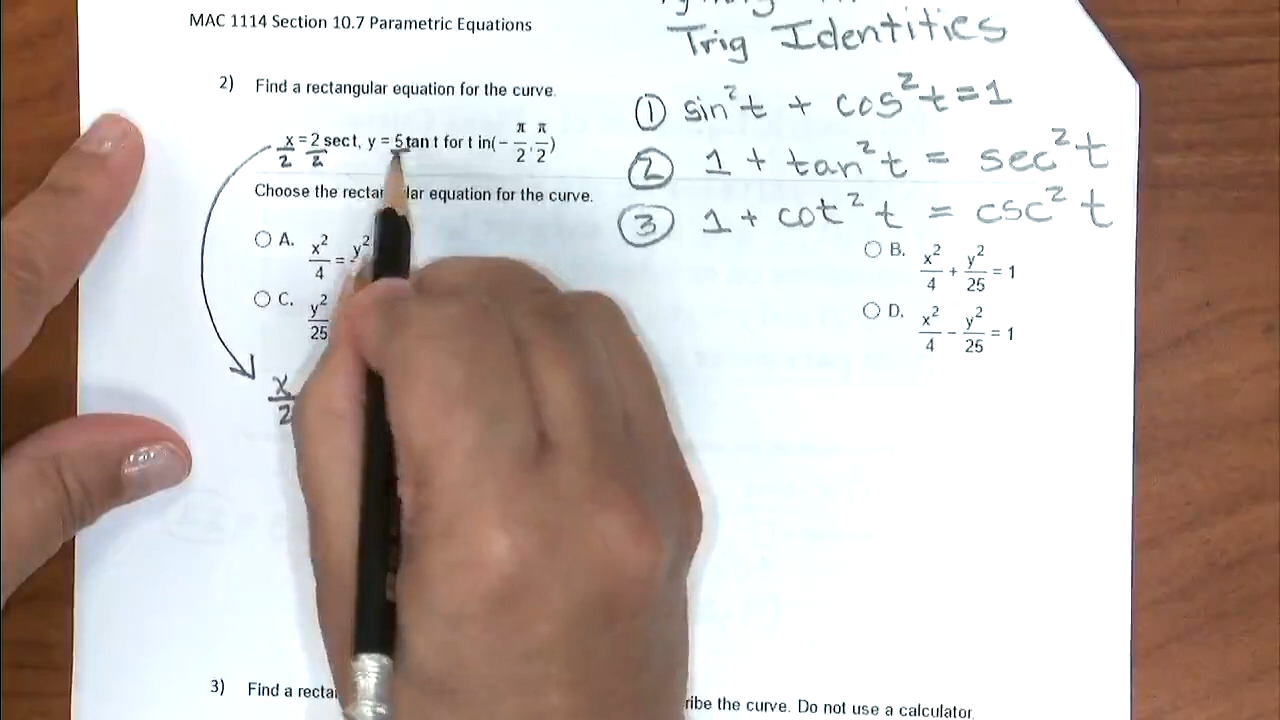 MAC 1114 Section 10.7 Parametric Equations
Trig Identities
① sin²t + cos²t = 1
② 1 + tan²t = sec²t
③ 1 + cot²t = csc²t
2) Find a rectangular equation for the curve.
x = 2 sec t, y = 5 tan t for t in (-π/2, π/2)
2 2
Choose the rectangular equation for the curve.
A. x²/4 = y²
B. x²/4 + y²/25 = 1
C. y²/25
D. x²/4 - y²/25 = 1
x/2
3) Find a
ribe the curve. Do not use a calculator.